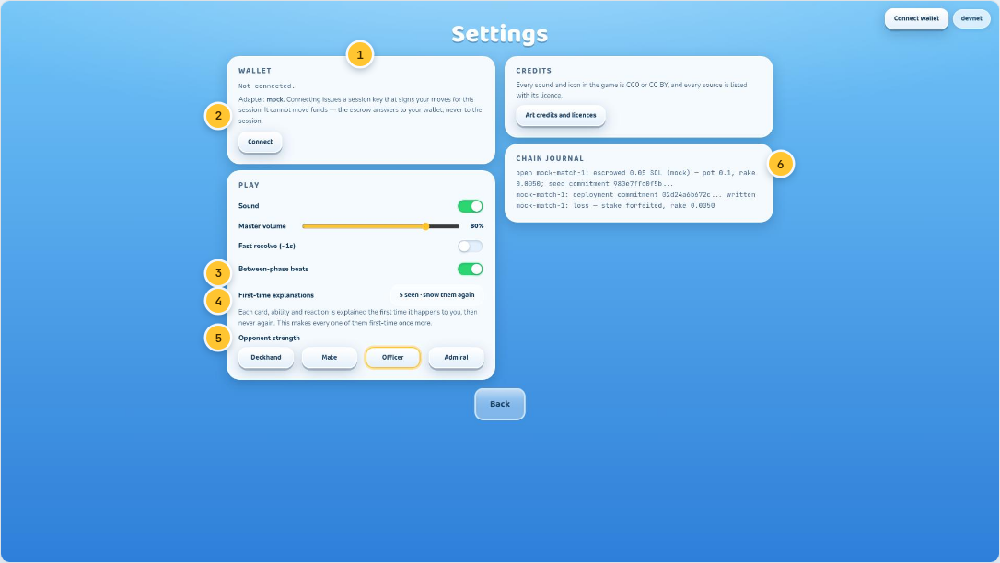 Connect wallet
devnet
Settings
1
WALLET
Not connected.
Adapter: mock. Connecting issues a session key that signs your moves for this
session. It cannot move funds — the escrow answers to your wallet, never to the
session.
2
Connect
PLAY
Sound
Master volume
80%
Fast resolve (~1s)
Between-phase beats
3
First-time explanations
5 seen · show them again
4
Each card, ability and reaction is explained the first time it happens to you, then
never again. This makes every one of them first-time once more.
5
Opponent strength
Deckhand
Mate
Officer
Admiral
CREDITS
Every sound and icon in the game is CC0 or CC BY, and every source is listed
with its licence.
Art credits and licences
CHAIN JOURNAL
6
open mock-match-1: escrowed 0.05 SOL (mock) — pot 0.1, rake
0.0050; seed commitment 980e7ffc0f5b...
mock-match-1: deployment commitment 02d24a6b672c... written
mock-match-1: loss — stake forfeited, rake 0.0050
Back